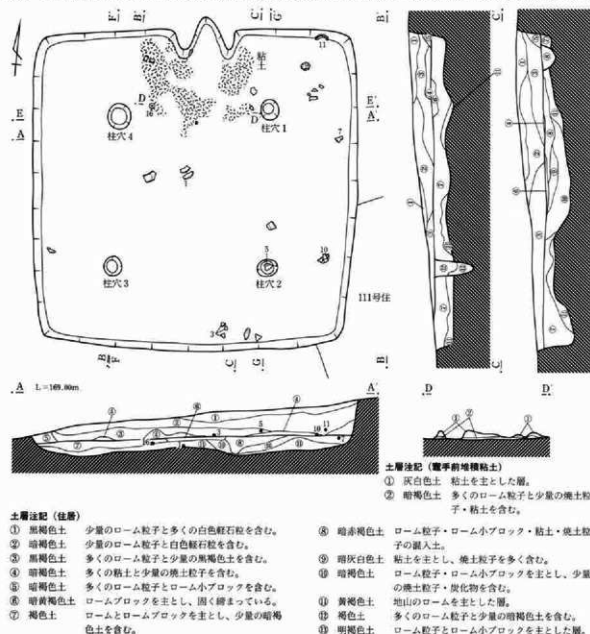 F B C G
11
粘土
B C
E D 16 D E'
A 柱穴4 柱穴1 A'
7
1
5 10
柱穴3 柱穴2
111号住
3
B F C G
B' C'
A L=169.00m A'
D D'
土層注記(竈手前堆積粘土)
① 灰白色土 粘土を主とした層。
② 暗褐色土 多くのローム粒子と少量の焼土粒
子・粘土を含む。
土層注記(住居)
① 黒褐色土 少量のローム粒子と多くの白色軽石粒を含む。
② 暗褐色土 少量のローム粒子と白色軽石粒を含む。
③ 黒褐色土 多くのローム粒子と少量の黒褐色土を含む。
④ 暗褐色土 多くの粘土と少量の焼土粒子を含む。
⑤ 暗褐色土 多くのローム粒子とローム小ブロックを含む。
⑥ 暗黄褐色土 ロームブロックを主とし、固く締まっている。
⑦ 褐色土 ロームとロームブロックを主とし、少量の暗褐
色土を含む。
⑧ 暗赤褐色土 ローム粒子・ローム小ブロック・粘土・焼土粒
子の混入土。
⑨ 暗灰白色土 粘土を主とし、焼土粒子を多く含む。
⑩ 暗褐色土 ローム粒子・ローム小ブロックを主とし、少量
の焼土粒子・炭化物を含む。
⑪ 黄褐色土 地山のロームを主とした層。
⑫ 褐色土 多くのローム粒子と少量の暗褐色土を含む。
⑬ 明褐色土 ローム粒子とローム小ブロックを主とした層。